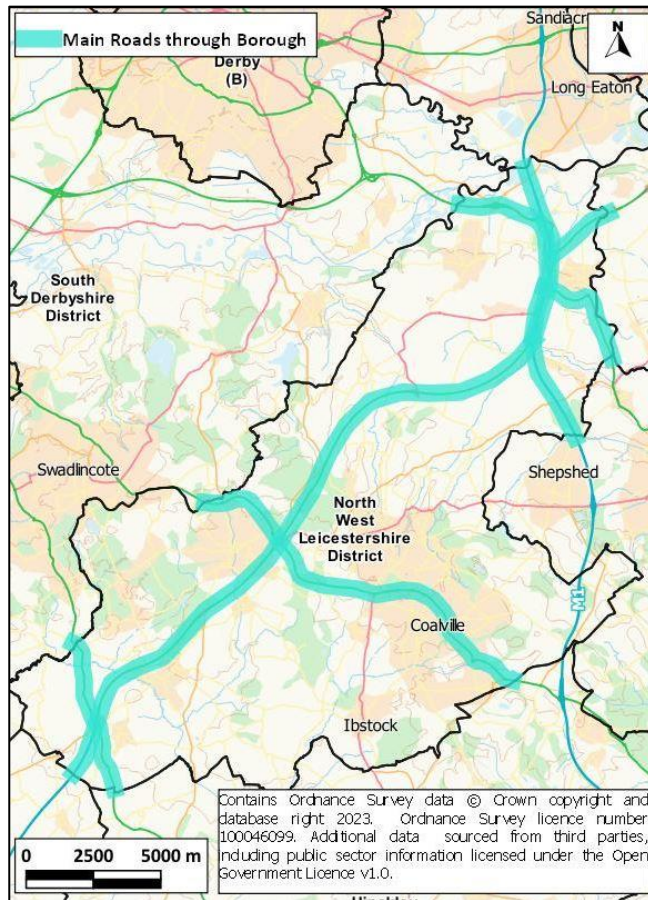 Main Roads through Borough
Sandiacr
N
Derby
(B)
Long Eaton
South
Derbyshire
District
Swadlincote
Shepshed
North
West
Leicestershire
District
M1
Coalville
Ibstock
Contains Ordnance Survey data © Crown copyright and
database right 2023. Ordnance Survey licence number
100046099. Additional data sourced from third parties,
including public sector information licensed under the Open
Government Licence v1.0.
0 2500 5000 m